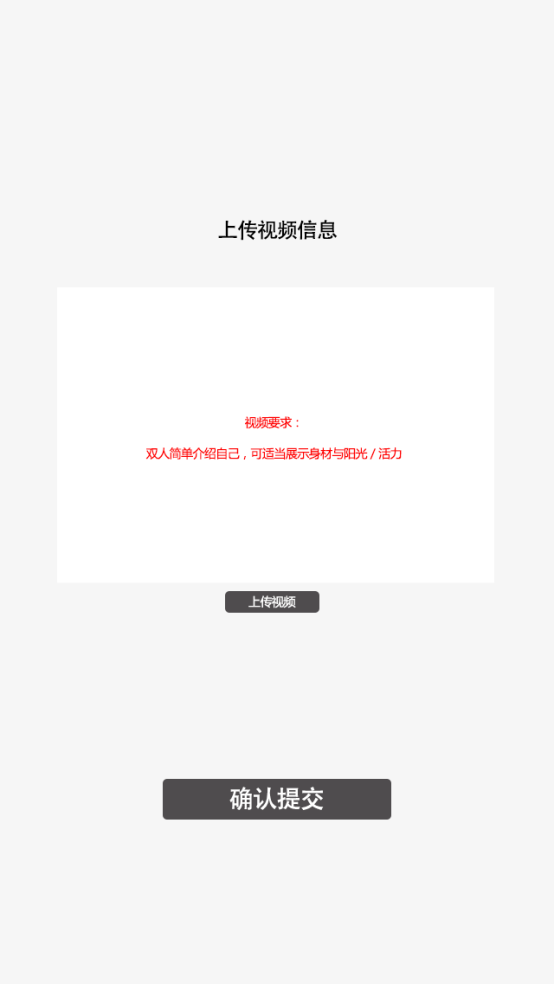 上传视频信息
视频要求：
双人简单介绍自己，可适当展示身材与阳光 / 活力
上传视频
确认提交